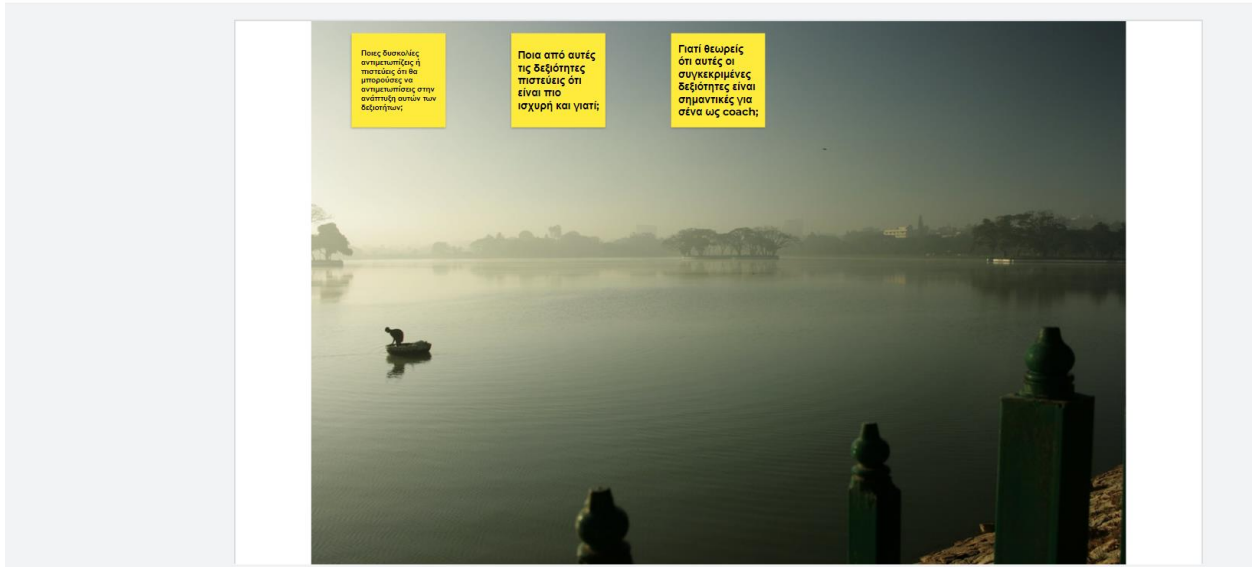 Ποιες δυσκολίες
αντιμετωπίζεις ή
πιστεύεις ότι θα
μπορούσες να
αντιμετωπίσεις στην
ανάπτυξη αυτών των
δεξιοτήτων;
Ποια από αυτές
τις δεξιότητες
πιστεύεις ότι
είναι πιο
ισχυρή και γιατί;
Γιατί θεωρείς
ότι αυτές οι
συγκεκριμένες
δεξιότητες είναι
σημαντικές για
σένα ως coach;